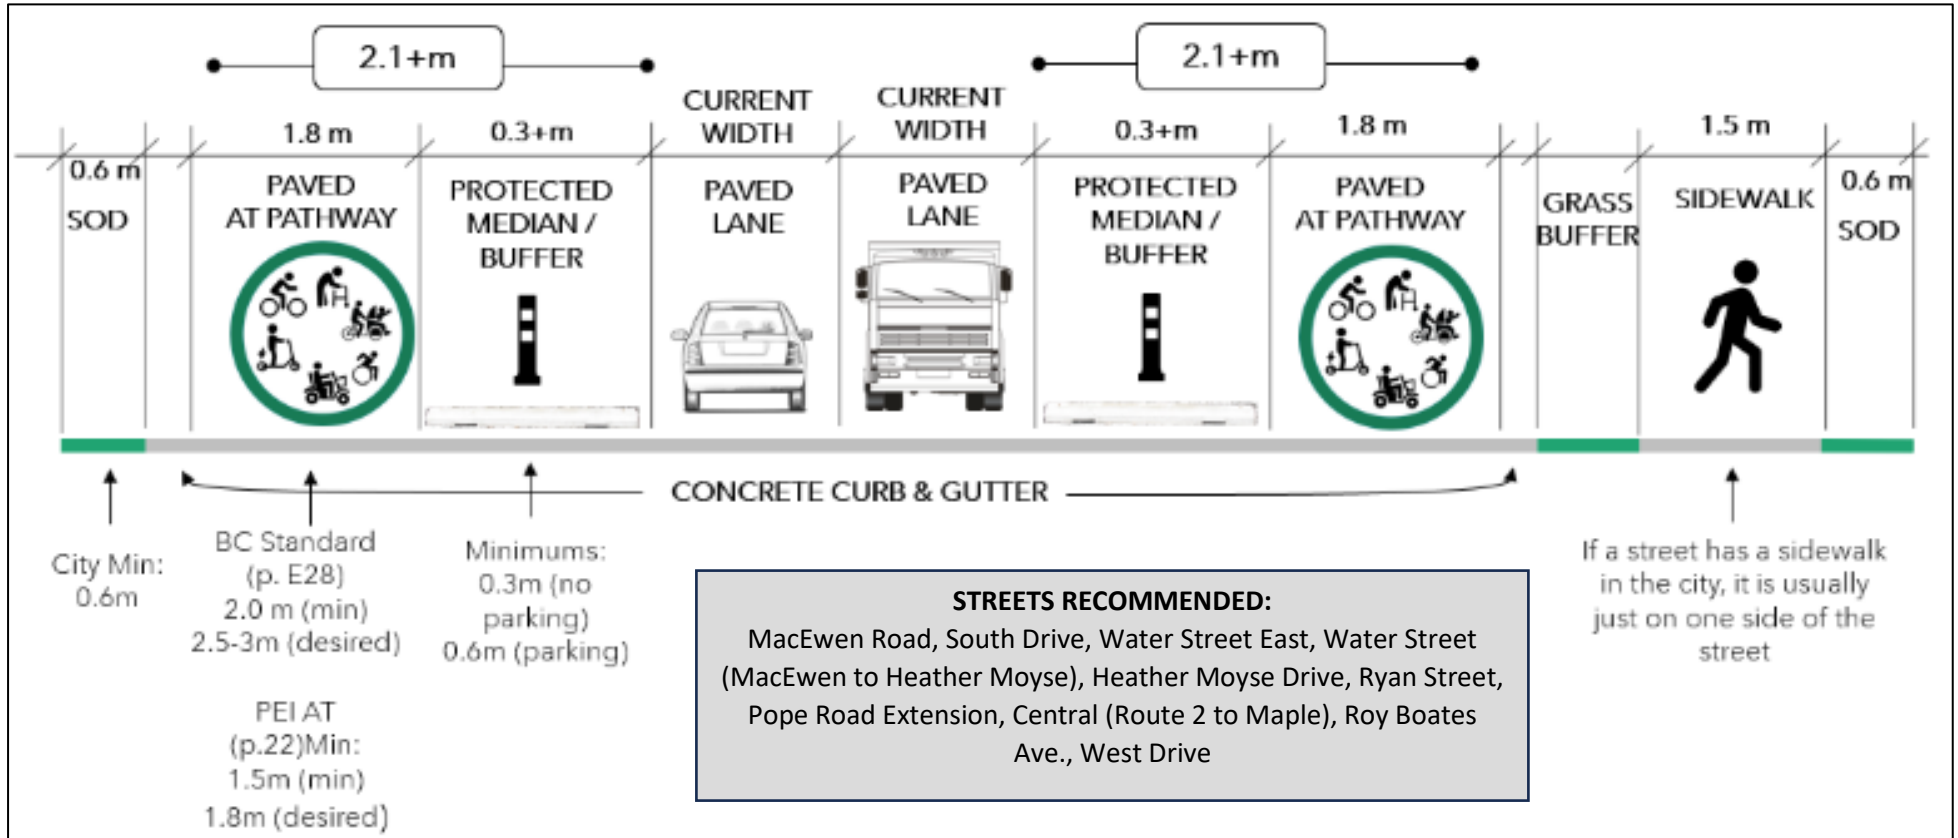 2.1+m
2.1+m
CURRENT
WIDTH
CURRENT
WIDTH
1.8 m
0.3+m
0.3+m
1.8 m
1.5 m
0.6 m
SOD
PAVED
AT PATHWAY
PROTECTED
MEDIAN /
BUFFER
PAVED
LANE
PAVED
LANE
PROTECTED
MEDIAN /
BUFFER
PAVED
AT PATHWAY
GRASS
BUFFER
SIDEWALK
0.6 m
SOD
CONCRETE CURB & GUTTER
City Min:
0.6m
BC Standard
(p. E28)
2.0 m (min)
2.5-3m (desired)
PEI AT
(p.22)Min:
1.5m (min)
1.8m (desired)
Minimums:
0.3m (no
parking)
0.6m (parking)
STREETS RECOMMENDED:
MacEwen Road, South Drive, Water Street East, Water Street
(MacEwen to Heather Moyse), Heather Moyse Drive, Ryan Street,
Pope Road Extension, Central (Route 2 to Maple), Roy Boates
Ave., West Drive
If a street has a sidewalk
in the city, it is usually
just on one side of the
street